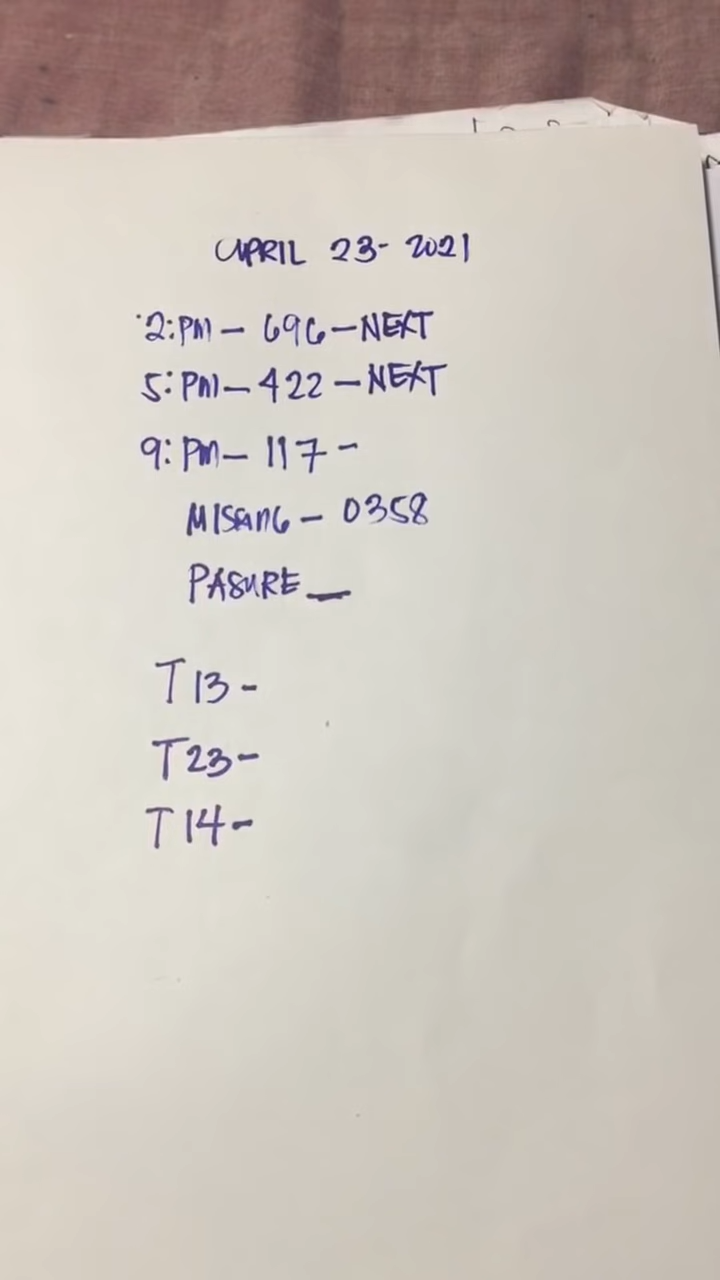 APRIL 23- 2021
2:PM - 696 - NEXT
5:PM - 422 - NEXT
9:PM - 117 -
MISSANG - 0358
PASURE _
T13 -
T23 -
T14 -